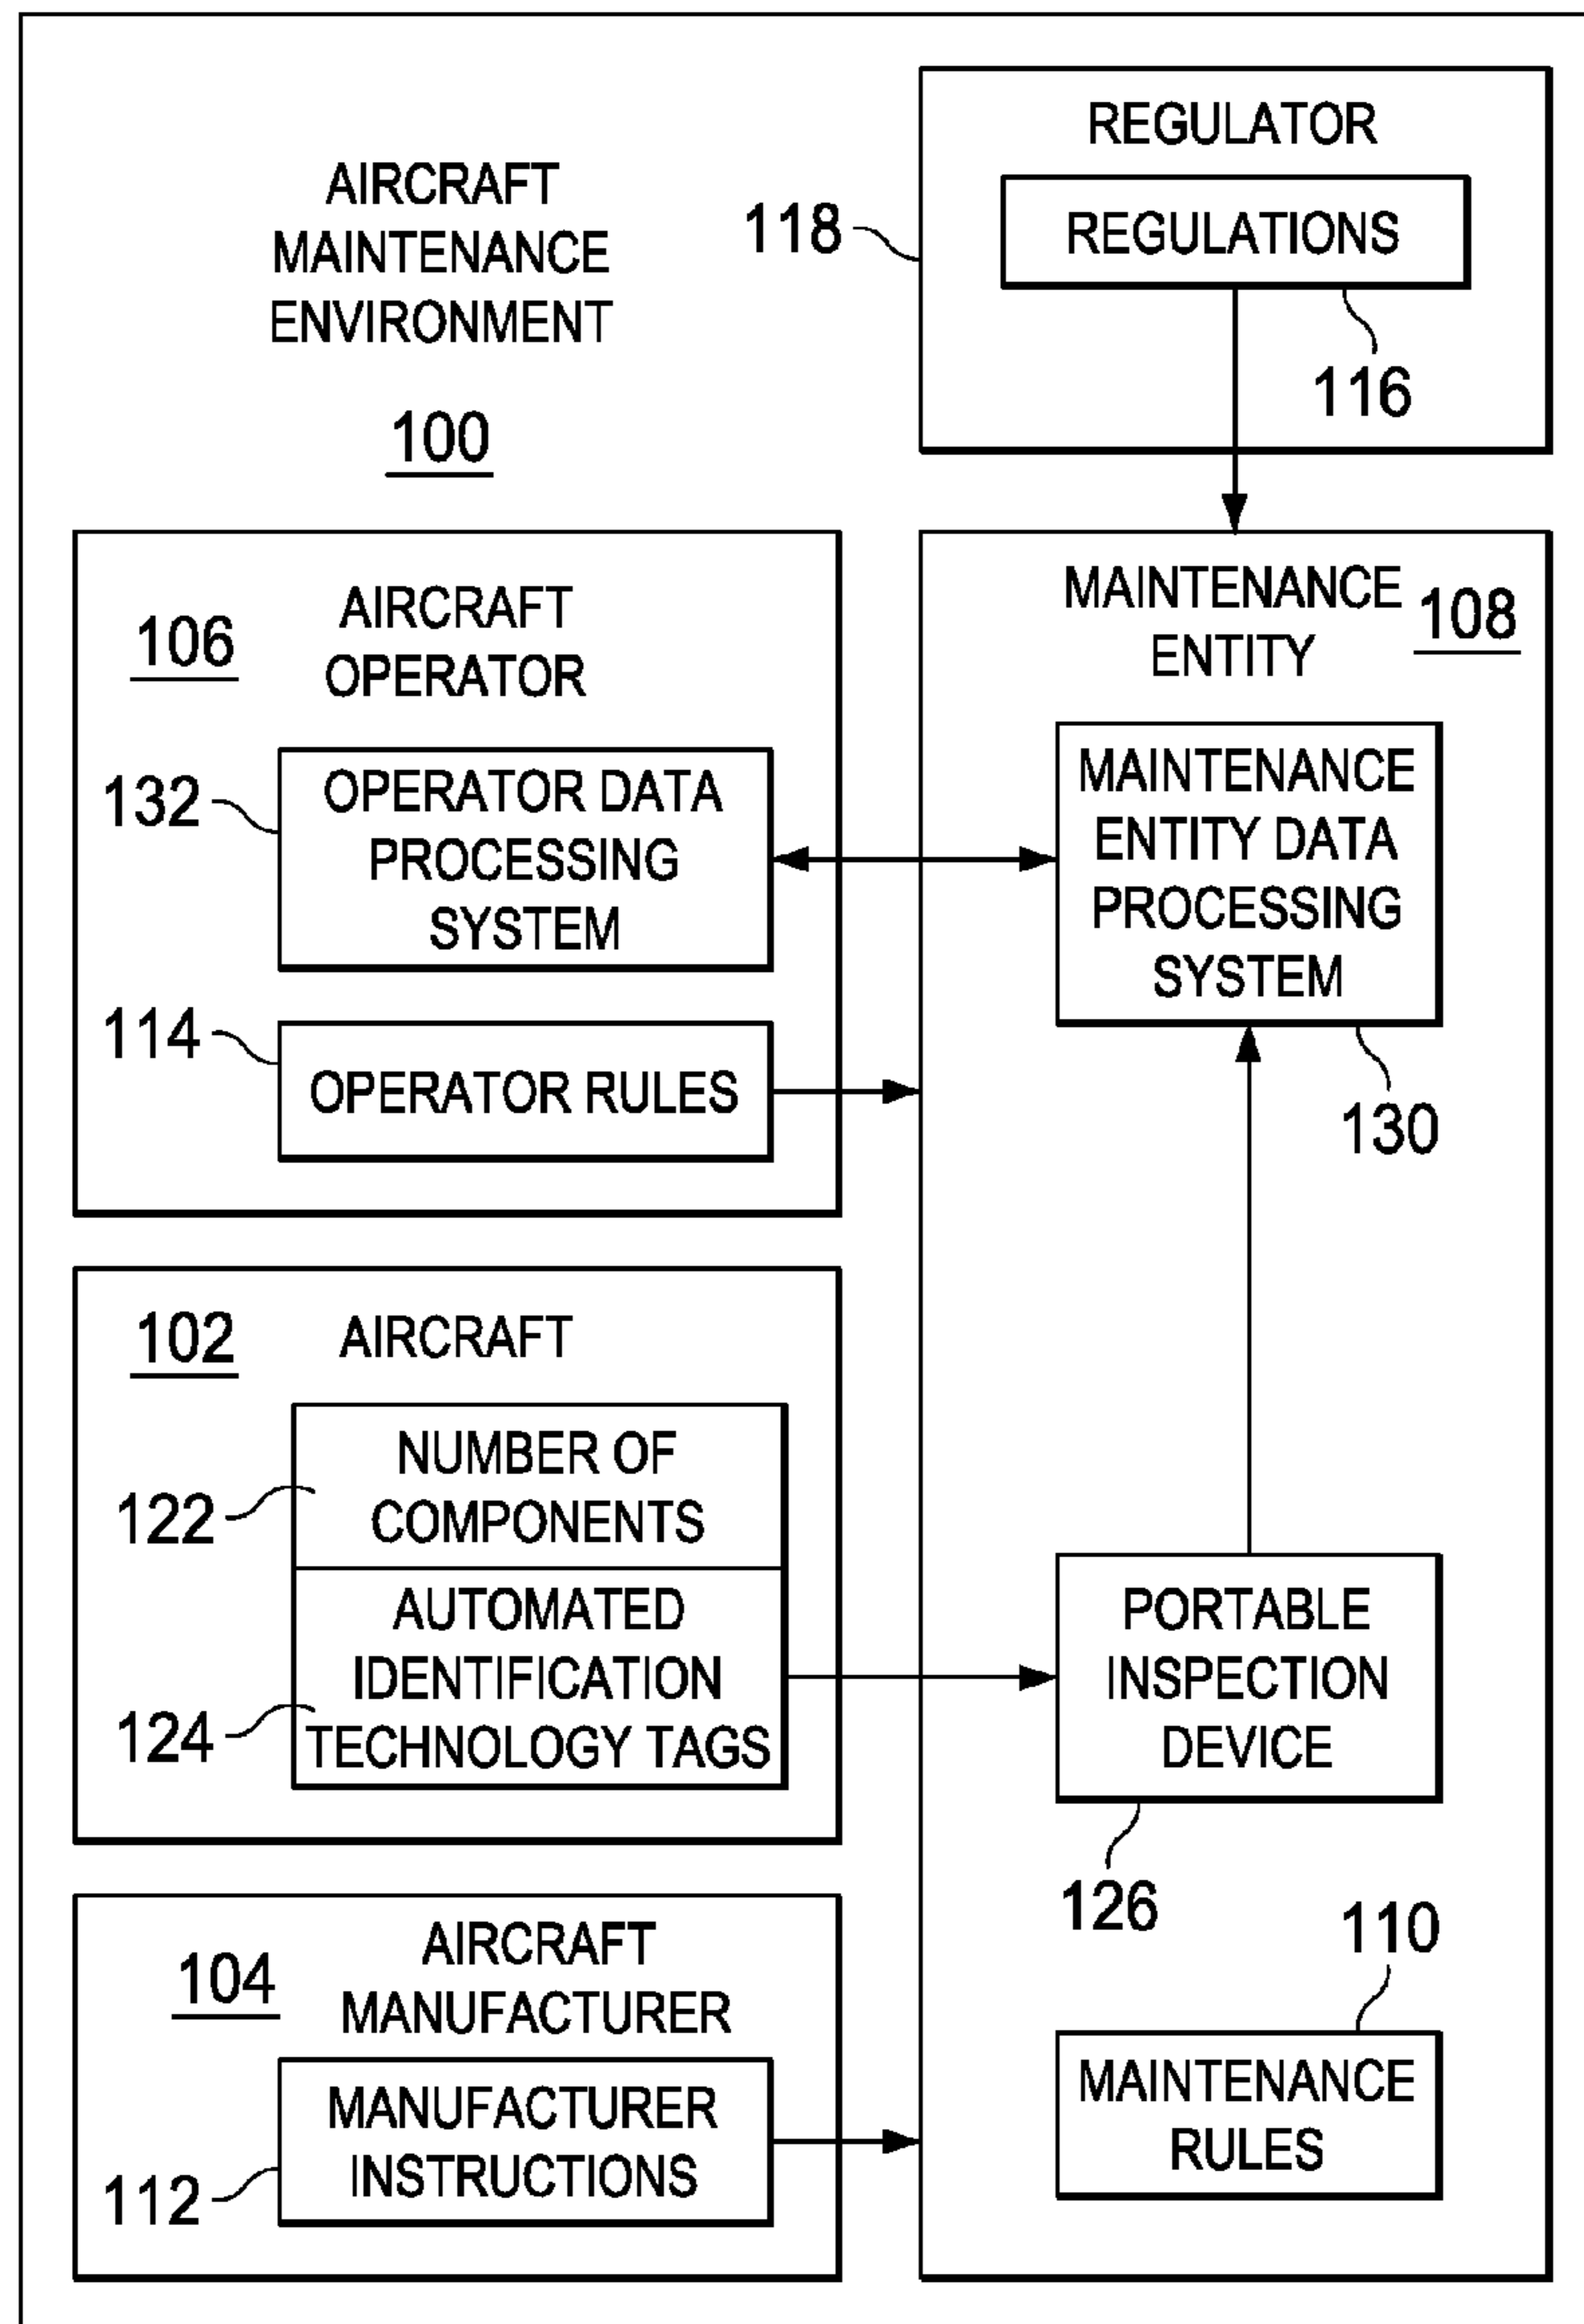 AIRCRAFT
MAINTENANCE
ENVIRONMENT
100
REGULATOR
REGULATIONS
118
116
106
AIRCRAFT
OPERATOR
132
OPERATOR DATA
PROCESSING
SYSTEM
114
OPERATOR RULES
MAINTENANCE
ENTITY
108
MAINTENANCE
ENTITY DATA
PROCESSING
SYSTEM
130
102
AIRCRAFT
122
NUMBER OF
COMPONENTS
124
AUTOMATED
IDENTIFICATION
TECHNOLOGY TAGS
PORTABLE
INSPECTION
DEVICE
126
104
AIRCRAFT
MANUFACTURER
112
MANUFACTURER
INSTRUCTIONS
110
MAINTENANCE
RULES